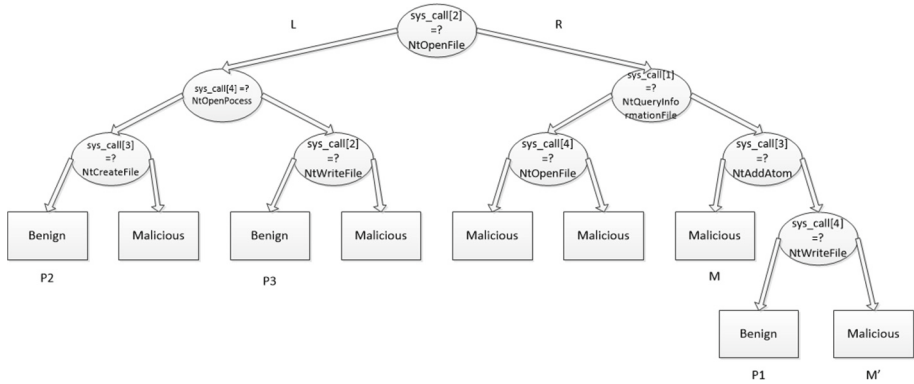 L
sys_call[2]
=?
NtOpenFile
R
sys_call[4] =?
NtOpenPocess
sys_call[1]
=?
NtQueryInfo
rmationFile
sys_call[3]
=?
NtCreateFile
sys_call[2]
=?
NtWriteFile
sys_call[4]
=?
NtOpenFile
sys_call[3]
=?
NtAddAtom
Benign
Malicious
Benign
Malicious
Malicious
Malicious
Malicious
sys_call[4]
=?
NtWriteFile
P2
P3
M
Benign
Malicious
P1
M’